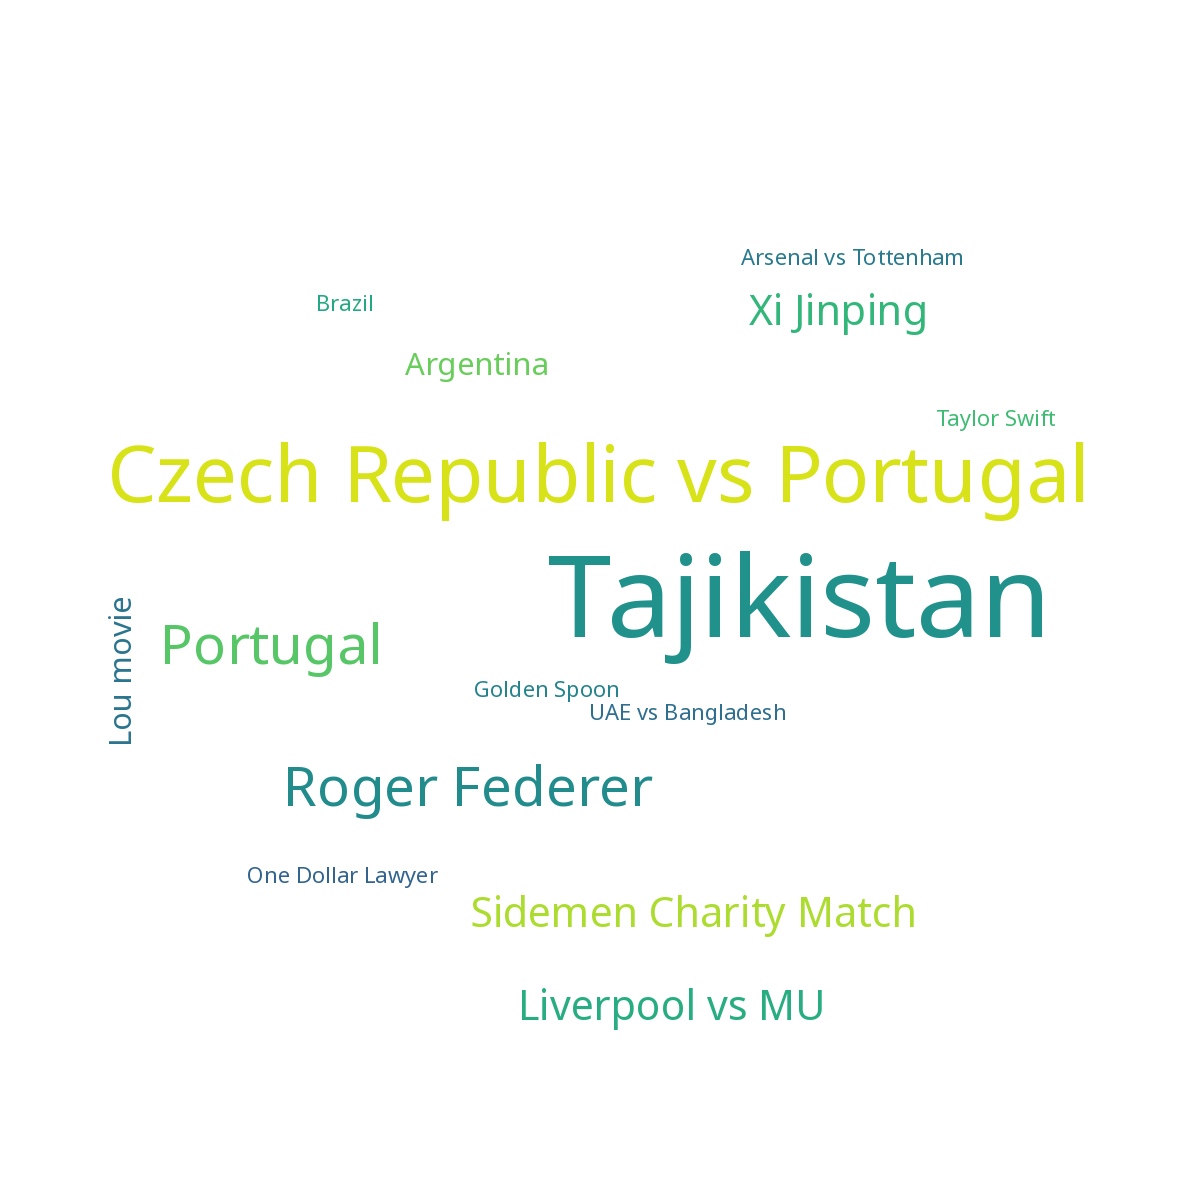 Arsenal vs Tottenham
Brazil
Xi Jinping
Argentina
Taylor Swift
Czech Republic vs Portugal
Tajikistan
Lou movie
Portugal
Golden Spoon
UAE vs Bangladesh
Roger Federer
One Dollar Lawyer
Sidemen Charity Match
Liverpool vs MU